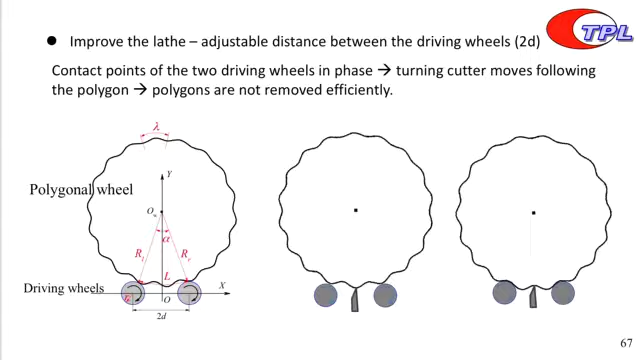 TPL
● Improve the lathe – adjustable distance between the driving wheels (2d)
Contact points of the two driving wheels in phase → turning cutter moves following
the polygon → polygons are not removed efficiently.
λ
Y
Polygonal wheel
Ow
α
Rl
Rr
L
Driving wheels
X
O
2d
67